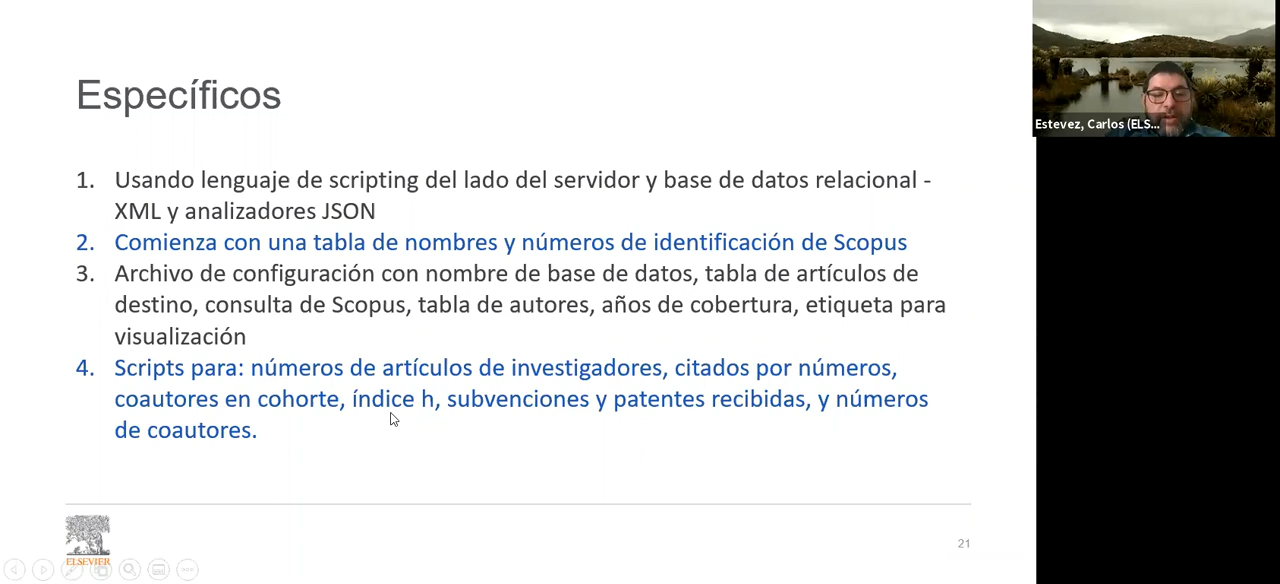 Específicos
1. Usando lenguaje de scripting del lado del servidor y base de datos relacional -
XML y analizadores JSON
2. Comienza con una tabla de nombres y números de identificación de Scopus
3. Archivo de configuración con nombre de base de datos, tabla de artículos de
destino, consulta de Scopus, tabla de autores, años de cobertura, etiqueta para
visualización
4. Scripts para: números de artículos de investigadores, citados por números,
coautores en cohorte, índice h, subvenciones y patentes recibidas, y números
de coautores.
ELSEVIER
21
Estevez, Carlos (ELS...